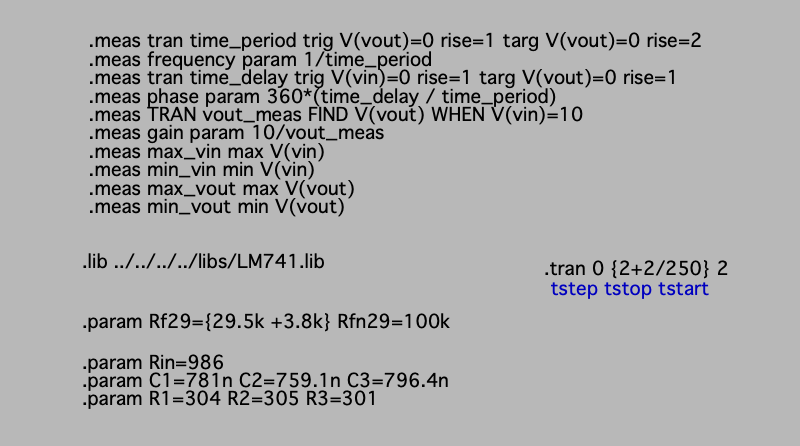 .meas tran time_period trig V(vout)=0 rise=1 targ V(vout)=0 rise=2
.meas frequency param 1/time_period
.meas tran time_delay trig V(vin)=0 rise=1 targ V(vout)=0 rise=1
.meas phase param 360*(time_delay / time_period)
.meas TRAN vout_meas FIND V(vout) WHEN V(vin)=10
.meas gain param 10/vout_meas
.meas max_vin max V(vin)
.meas min_vin min V(vin)
.meas max_vout max V(vout)
.meas min_vout min V(vout)
.lib ../../../../libs/LM741.lib
.tran 0 {2+2/250} 2
tstep tstop tstart
.param Rf29={29.5k +3.8k} Rfn29=100k
.param Rin=986
.param C1=781n C2=759.1n C3=796.4n
.param R1=304 R2=305 R3=301